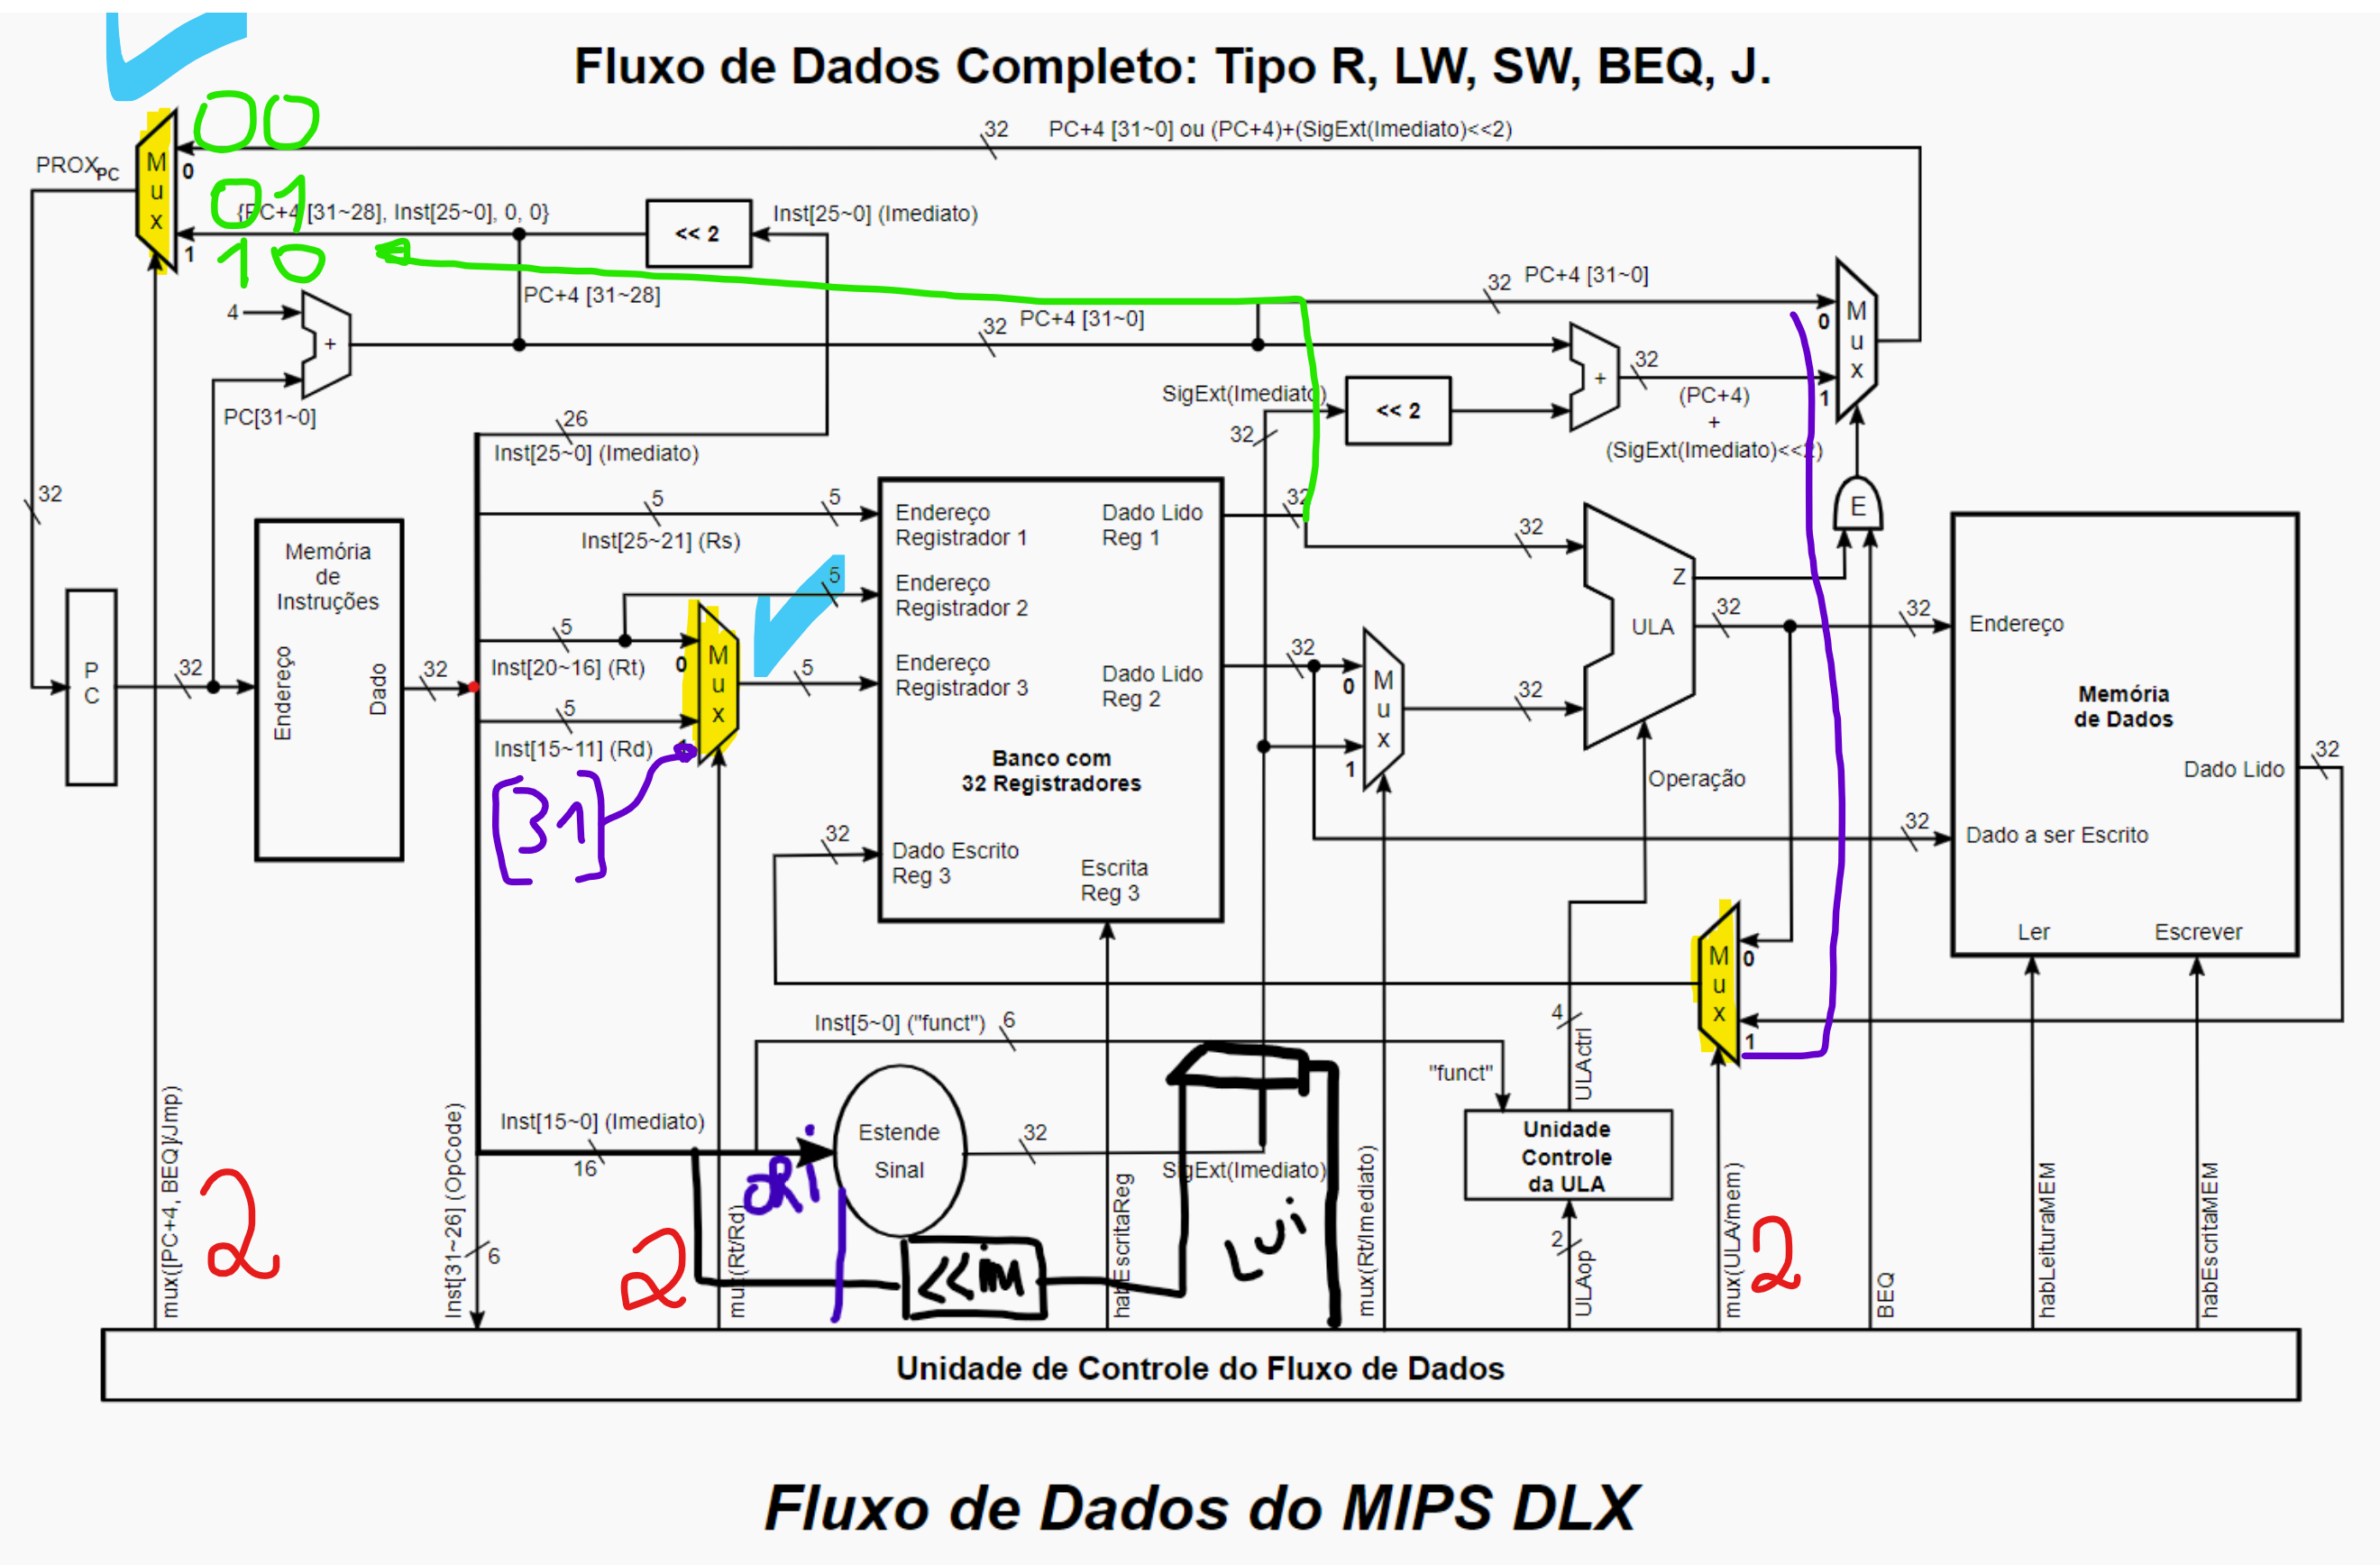 Fluxo de Dados Completo: Tipo R, LW, SW, BEQ, J.
00
32
PC+4 [31~0] ou (PC+4)+(SigExt(Imediato)<<2)
PROXPC
Mux
0
01
{PC+4 [31~28], Inst[25~0], 0, 0}
<< 2
Inst[25~0] (Imediato)
1
10
PC+4 [31~28]
4
+
PC[31~0]
32
PC+4 [31~0]
32
PC+4 [31~0]
0
Mux
1
SigExt(Imediato)
<< 2
+
32
(PC+4)
+
(SigExt(Imediato)<<2)
32
26
Inst[25~0] (Imediato)
32
5
5
Inst[25~21] (Rs)
Endereço
Registrador 1
Dado Lido
Reg 1
32
32
E
Memória
de
Instruções
Endereço
Dado
PC
32
32
5
Endereço
Registrador 2
5
Inst[20~16] (Rt)
0
Mux
1
5
Endereço
Registrador 3
5
Inst[15~11] (Rd)
[31]
Dado Lido
Reg 2
32
0
Mux
1
32
Z
ULA
32
Operação
32
Endereço
Memória
de Dados
Dado Lido
32
32
Dado a ser Escrito
Ler
Escrever
Banco com
32 Registradores
32
Dado Escrito
Reg 3
Escrita
Reg 3
Mux
0
1
Inst[5~0] ("funct")
6
"funct"
4
ULActrl
Inst[15~0] (Imediato)
16
ORi
Estende
Sinal
32
SigExt(Imediato)
Lui
<<iM
Unidade
Controle
da ULA
2
ULAop
mux([PC+4, BEQ]/Jmp)
2
Inst[31~26] (OpCode)
6
2
mux(Rt/Rd)
habEscritaReg
mux(Rt/Imediato)
mux(ULA/mem)
2
BEQ
habLeituraMEM
habEscritaMEM
Unidade de Controle do Fluxo de Dados
Fluxo de Dados do MIPS DLX